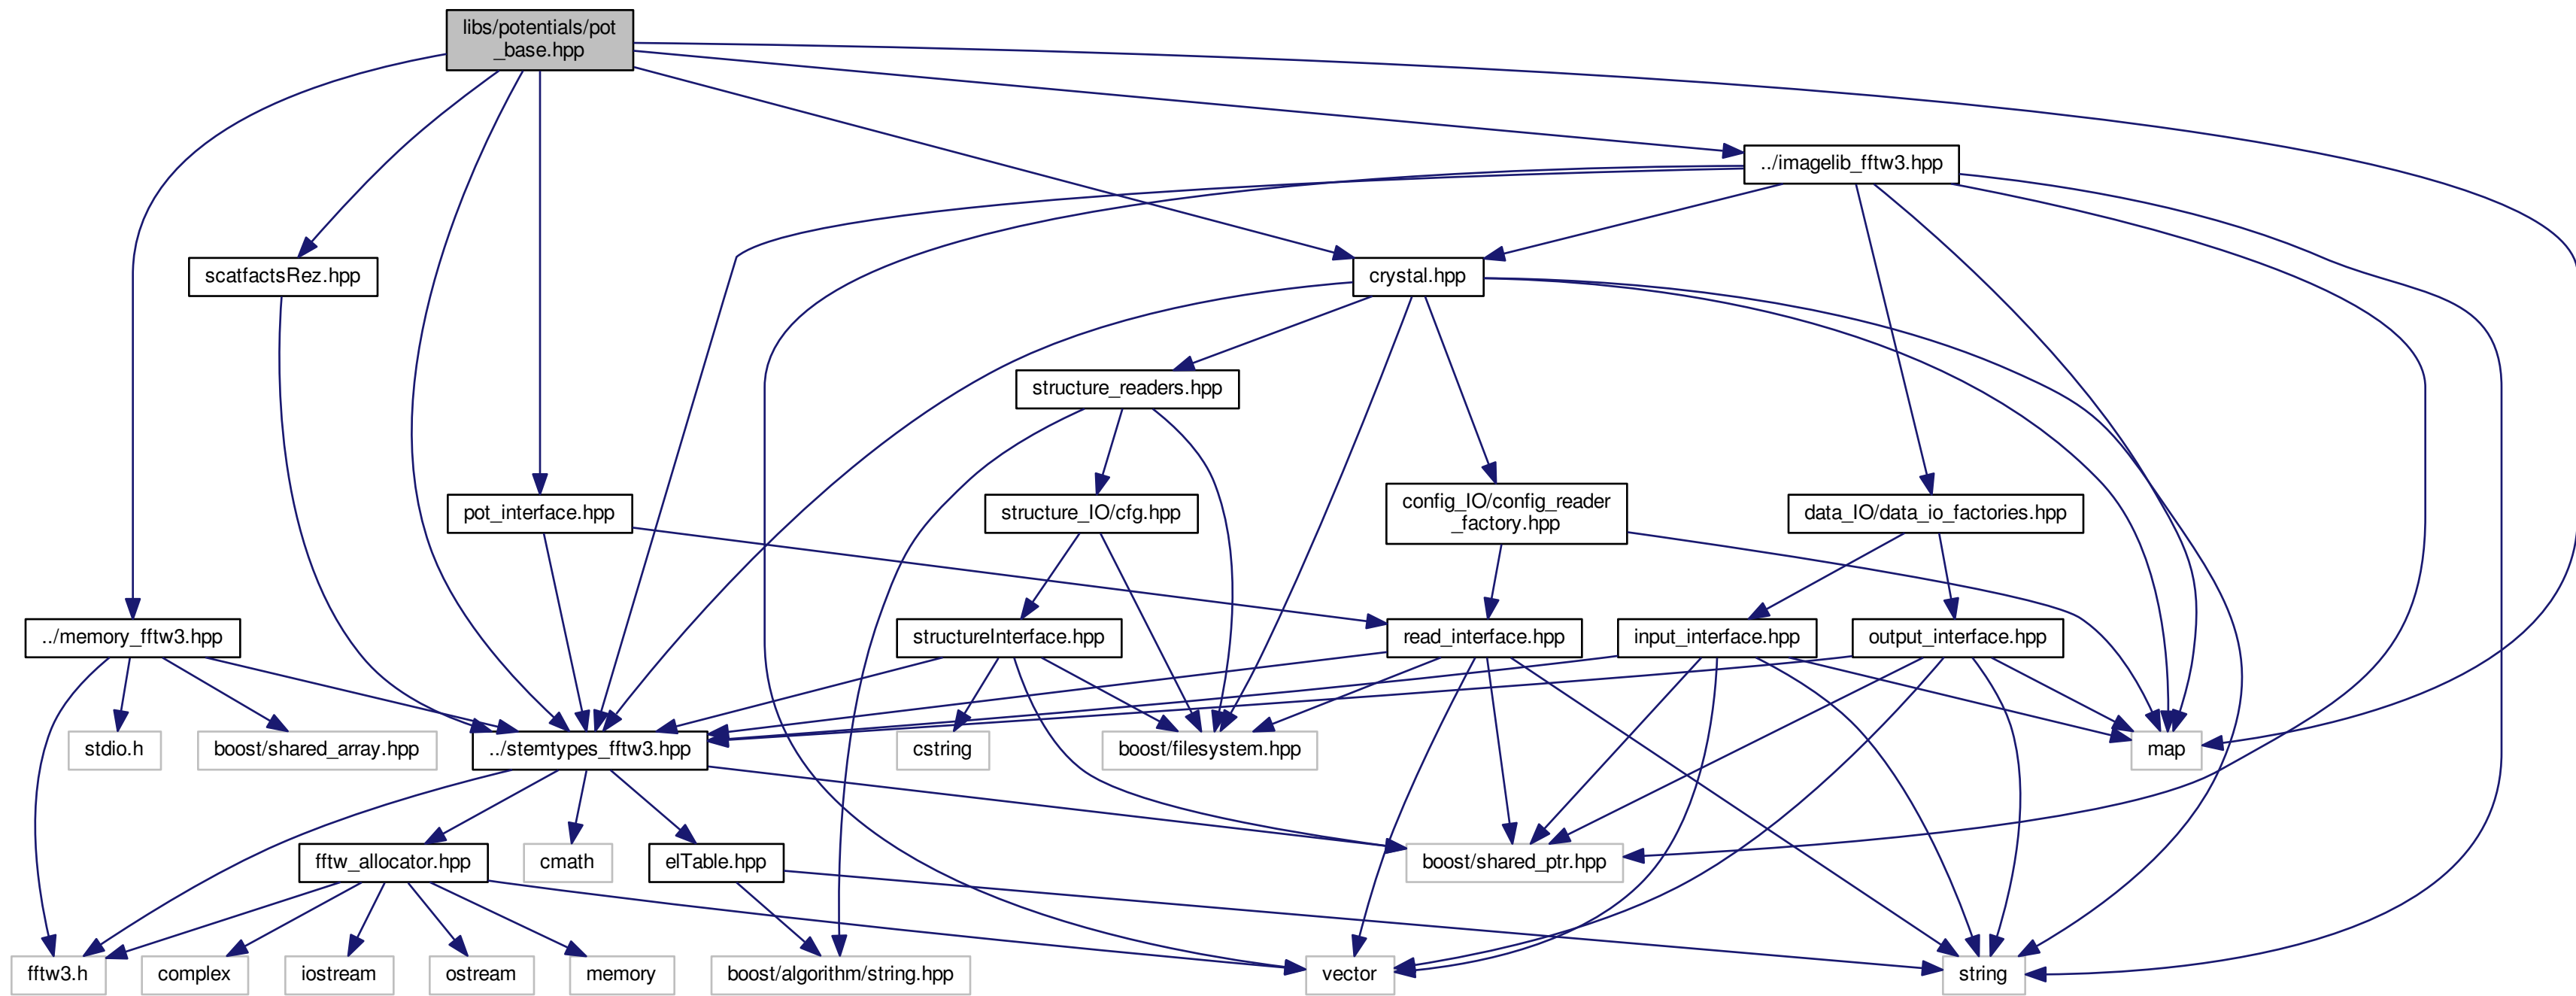 libs/potentials/pot
_base.hpp
../imagelib_fftw3.hpp
scatfactsRez.hpp
crystal.hpp
structure_readers.hpp
pot_interface.hpp
structure_IO/cfg.hpp
config_IO/config_reader
_factory.hpp
data_IO/data_io_factories.hpp
../memory_fftw3.hpp
structureInterface.hpp
read_interface.hpp
input_interface.hpp
output_interface.hpp
stdio.h
boost/shared_array.hpp
../stemtypes_fftw3.hpp
cstring
boost/filesystem.hpp
map
fftw_allocator.hpp
cmath
elTable.hpp
boost/shared_ptr.hpp
fftw3.h
complex
iostream
ostream
memory
boost/algorithm/string.hpp
vector
string